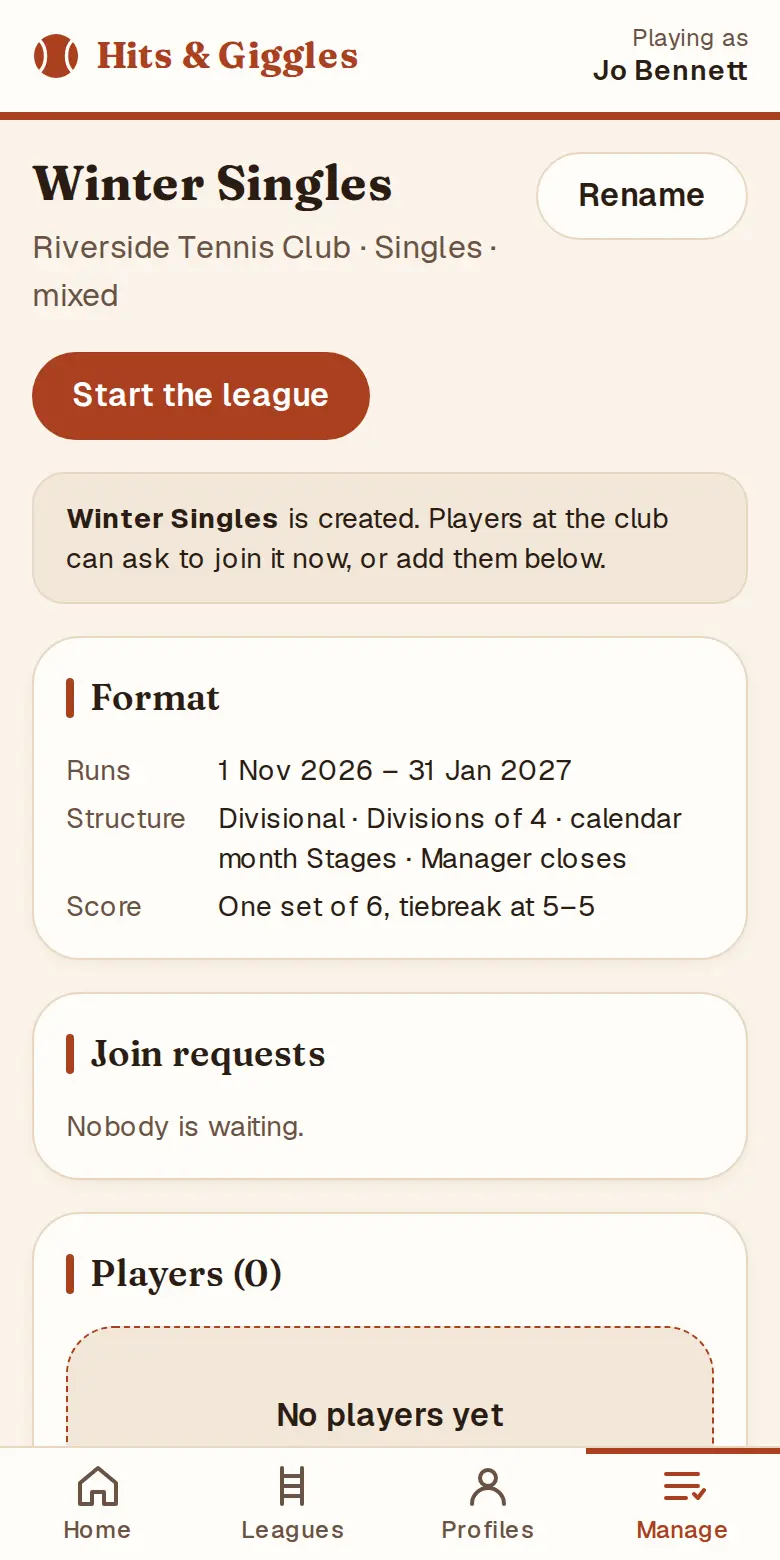 Hits & Giggles
Playing as
Jo Bennett
Winter Singles
Rename
Riverside Tennis Club · Singles ·
mixed
Start the league
Winter Singles is created. Players at the club
can ask to join it now, or add them below.
Format
Runs 1 Nov 2026 – 31 Jan 2027
Structure Divisional · Divisions of 4 · calendar
month Stages · Manager closes
Score One set of 6, tiebreak at 5–5
Join requests
Nobody is waiting.
Players (0)
No players yet
Home Leagues Profiles Manage